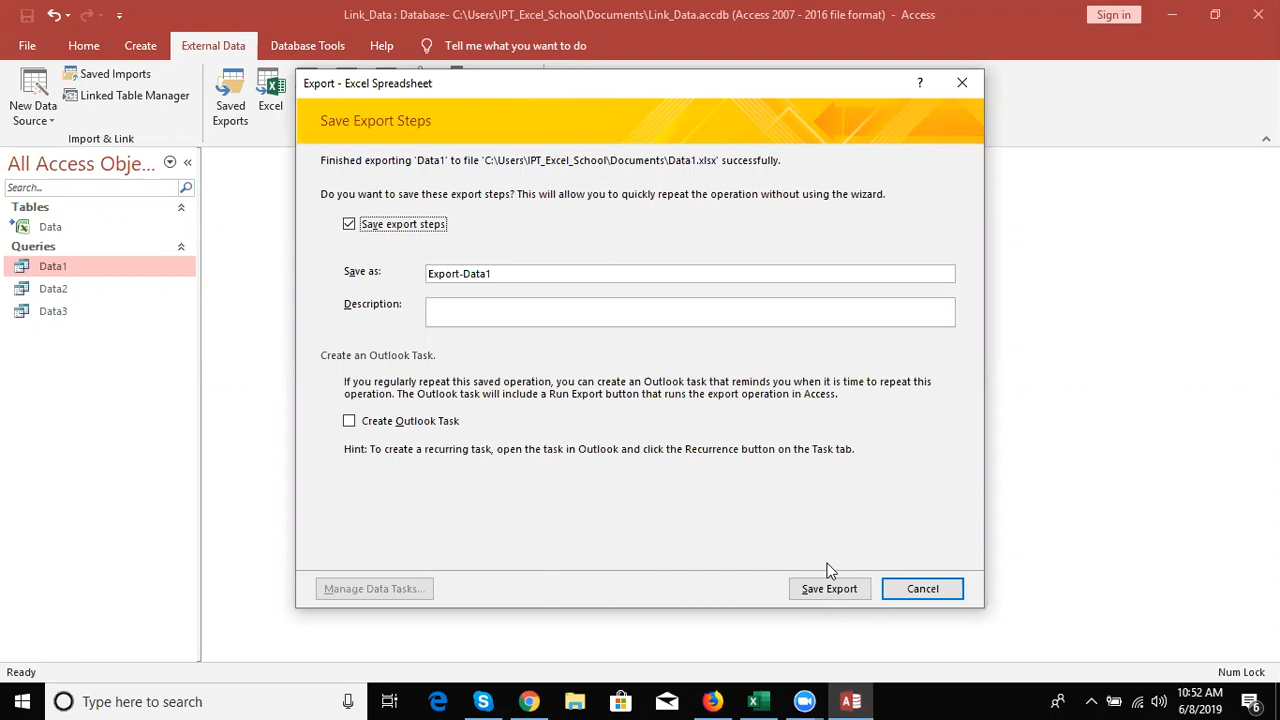 Link_Data : Database- C:\Users\IPT_Excel_School\Documents\Link_Data.accdb (Access 2007 - 2016 file format) - Access
Sign in
File Home Create External Data Database Tools Help Tell me what you want to do
New Data Source
Saved Imports
Linked Table Manager
Import & Link
Saved Exports
Excel
Export - Excel Spreadsheet
?
Save Export Steps
Finished exporting 'Data1' to file 'C:\Users\IPT_Excel_School\Documents\Data1.xlsx' successfully.
Do you want to save these export steps? This will allow you to quickly repeat the operation without using the wizard.
Save export steps
Save as: Export-Data1
Description:
Create an Outlook Task.
If you regularly repeat this saved operation, you can create an Outlook task that reminds you when it is time to repeat this
operation. The Outlook task will include a Run Export button that runs the export operation in Access.
Create Outlook Task
Hint: To create a recurring task, open the task in Outlook and click the Recurrence button on the Task tab.
Manage Data Tasks...
Save Export
Cancel
All Access Obje...
Search...
Tables
Data
Queries
Data1
Data2
Data3
Ready
Num Lock
Type here to search
10:52 AM
6/8/2019
6